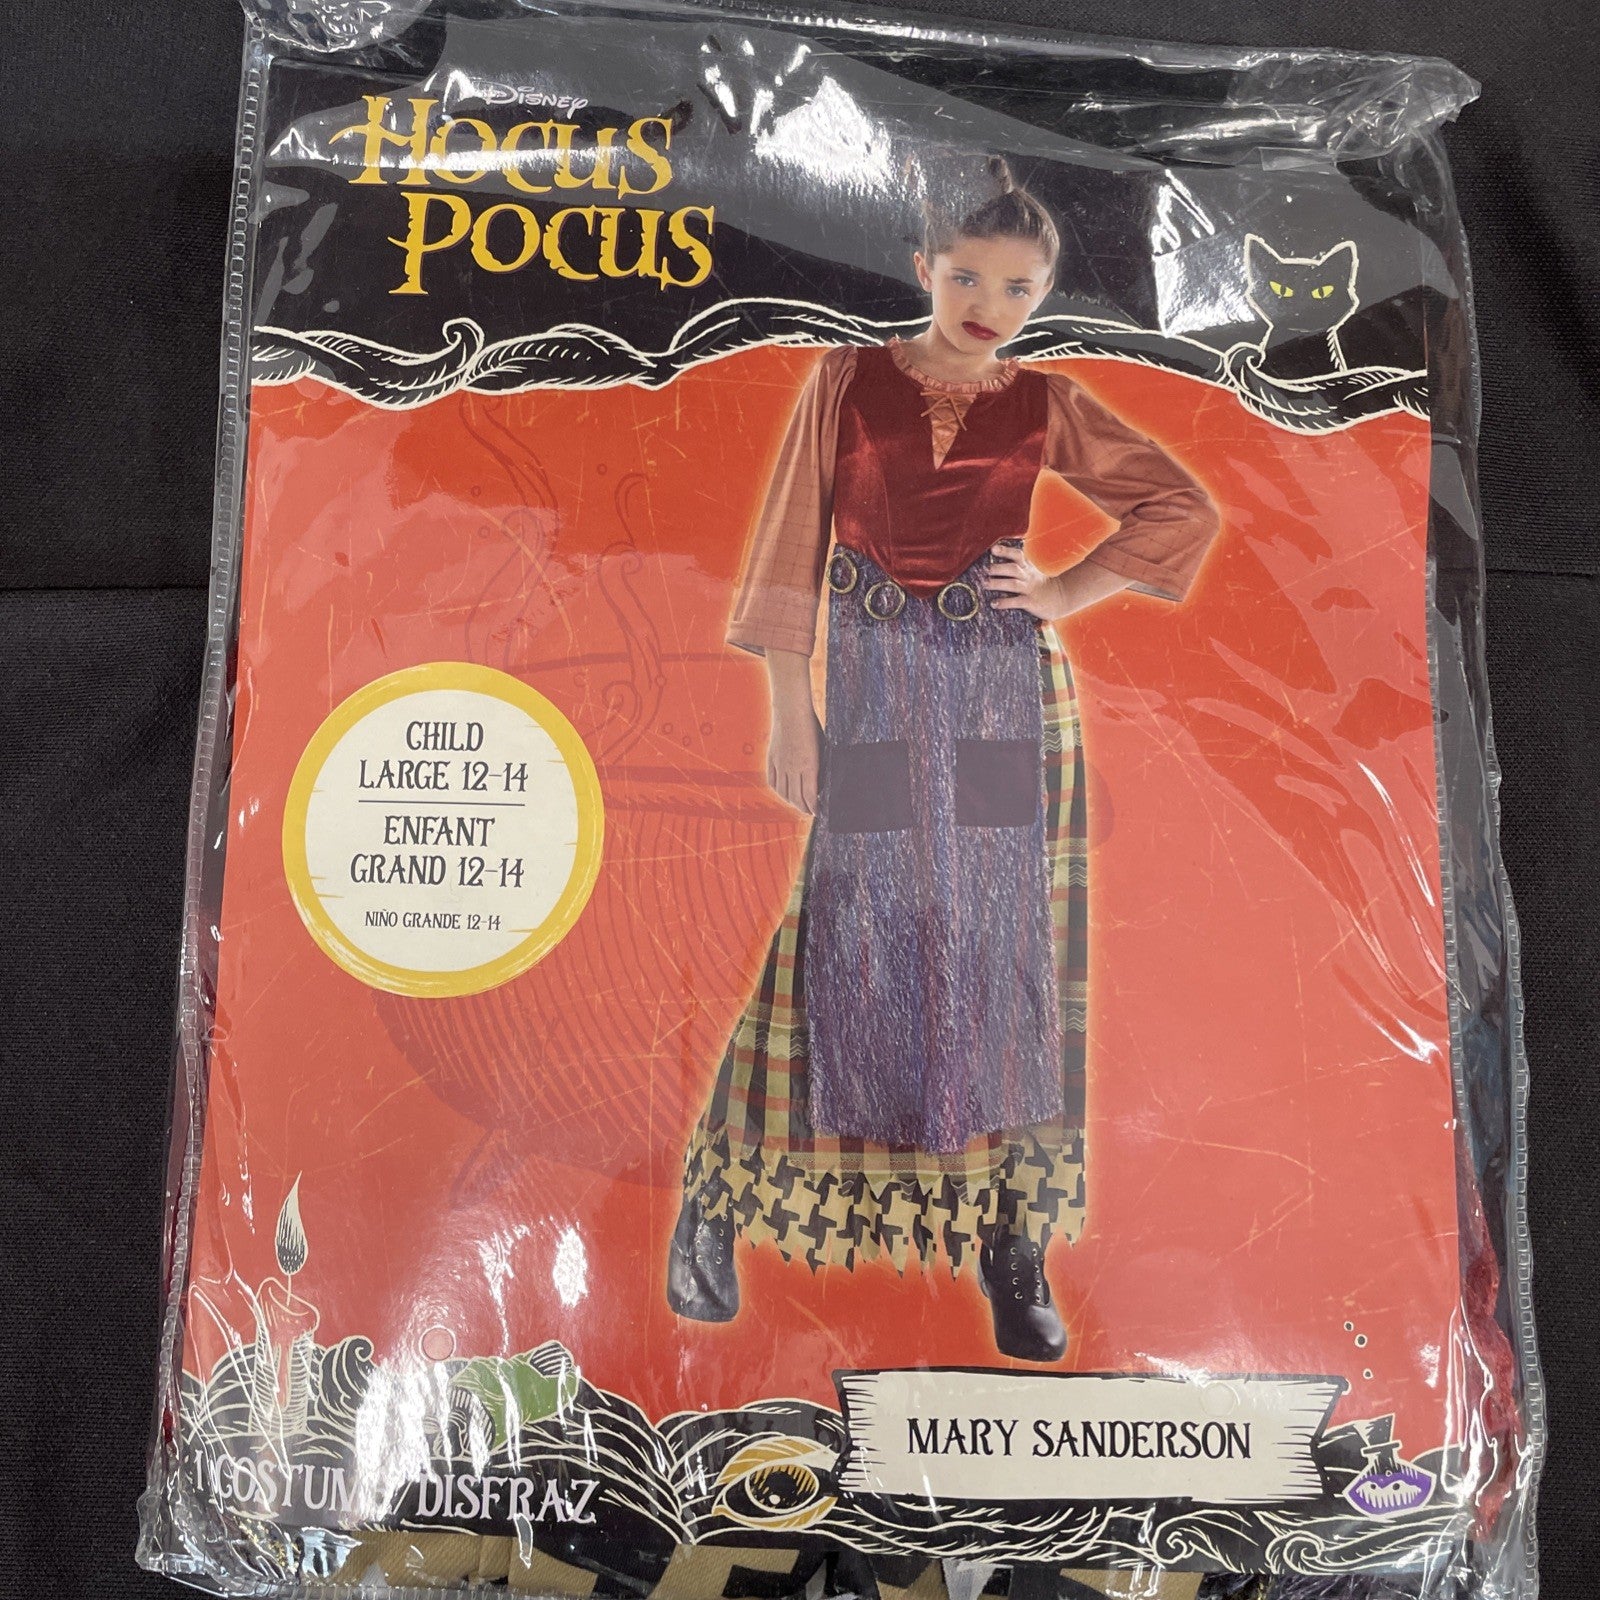 Disney
Hocus
Pocus
CHILD
LARGE 12-14
ENFANT
GRAND 12-14
NIÑO GRANDE 12-14
MARY SANDERSON
1 COSTUME/DISFRAZ